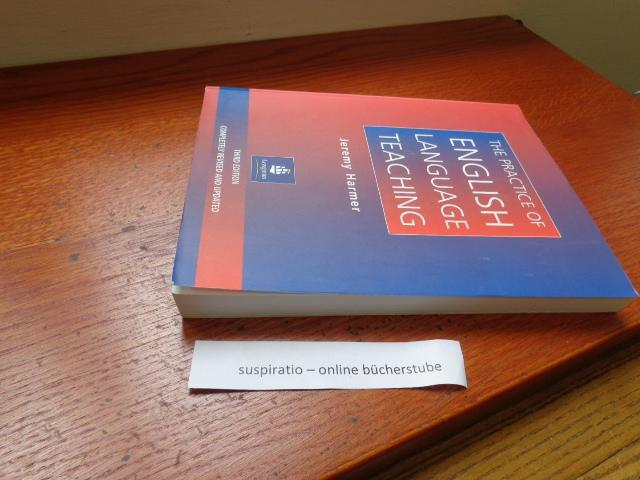 THE PRACTICE OF
ENGLISH
LANGUAGE
TEACHING
Jeremy Harmer
Longman
THIRD EDITION
COMPLETELY REVISED AND UPDATED
suspiratio – online bücherstube